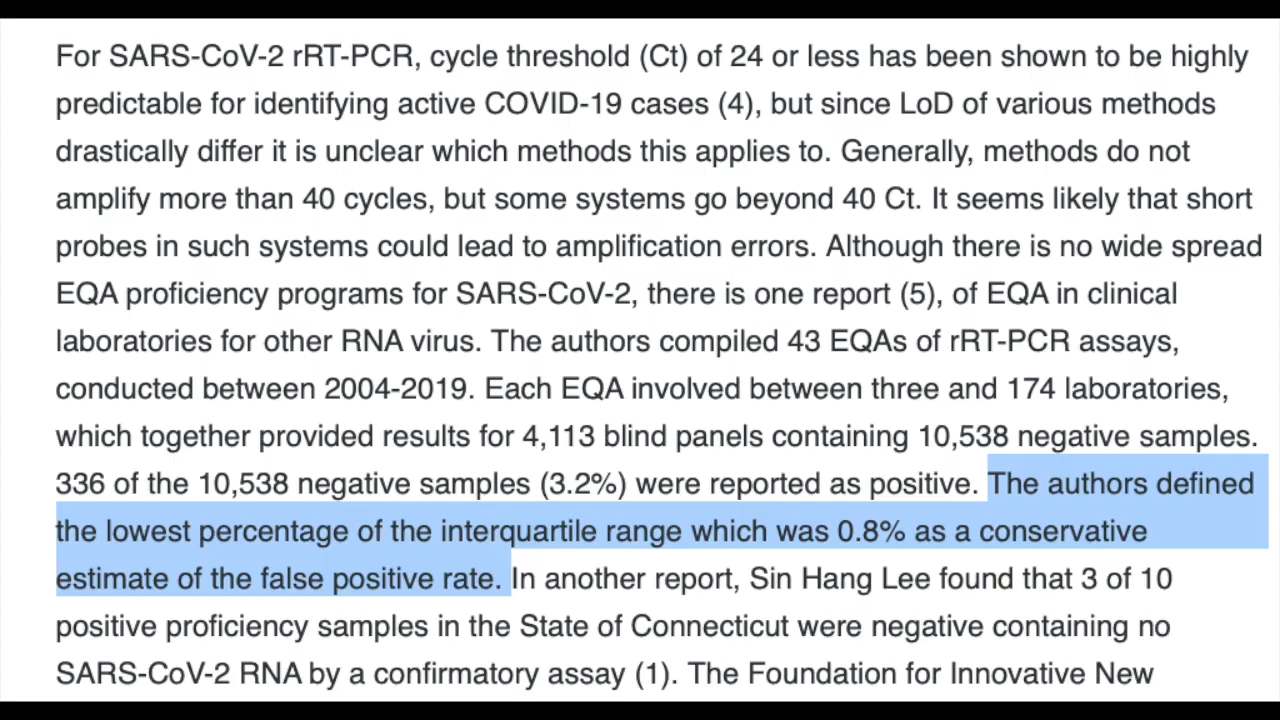 For SARS-CoV-2 rRT-PCR, cycle threshold (Ct) of 24 or less has been shown to be highly
predictable for identifying active COVID-19 cases (4), but since LoD of various methods
drastically differ it is unclear which methods this applies to. Generally, methods do not
amplify more than 40 cycles, but some systems go beyond 40 Ct. It seems likely that short
probes in such systems could lead to amplification errors. Although there is no wide spread
EQA proficiency programs for SARS-CoV-2, there is one report (5), of EQA in clinical
laboratories for other RNA virus. The authors compiled 43 EQAs of rRT-PCR assays,
conducted between 2004-2019. Each EQA involved between three and 174 laboratories,
which together provided results for 4,113 blind panels containing 10,538 negative samples.
336 of the 10,538 negative samples (3.2%) were reported as positive. The authors defined
the lowest percentage of the interquartile range which was 0.8% as a conservative
estimate of the false positive rate. In another report, Sin Hang Lee found that 3 of 10
positive proficiency samples in the State of Connecticut were negative containing no
SARS-CoV-2 RNA by a confirmatory assay (1). The Foundation for Innovative New